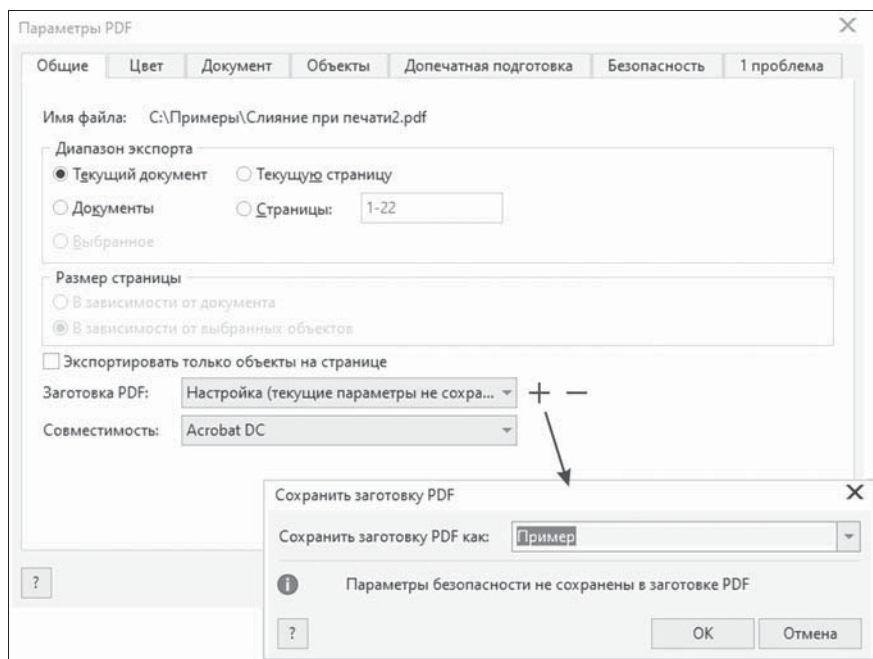 Параметры PDF
Общие Цвет Документ Объекты Допечатная подготовка Безопасность 1 проблема
Имя файла: C:\Примеры\Слияние при печати2.pdf
Диапазон экспорта
Текущий документ Текущую страницу
Документы Страницы: 1-22
Выбранное
Размер страницы
В зависимости от документа
В зависимости от выбранных объектов
Экспортировать только объекты на странице
Заготовка PDF: Настройка (текущие параметры не сохра...
Совместимость: Acrobat DC
Сохранить заготовку PDF
Сохранить заготовку PDF как: Пример
Параметры безопасности не сохранены в заготовке PDF
?
? OK Отмена